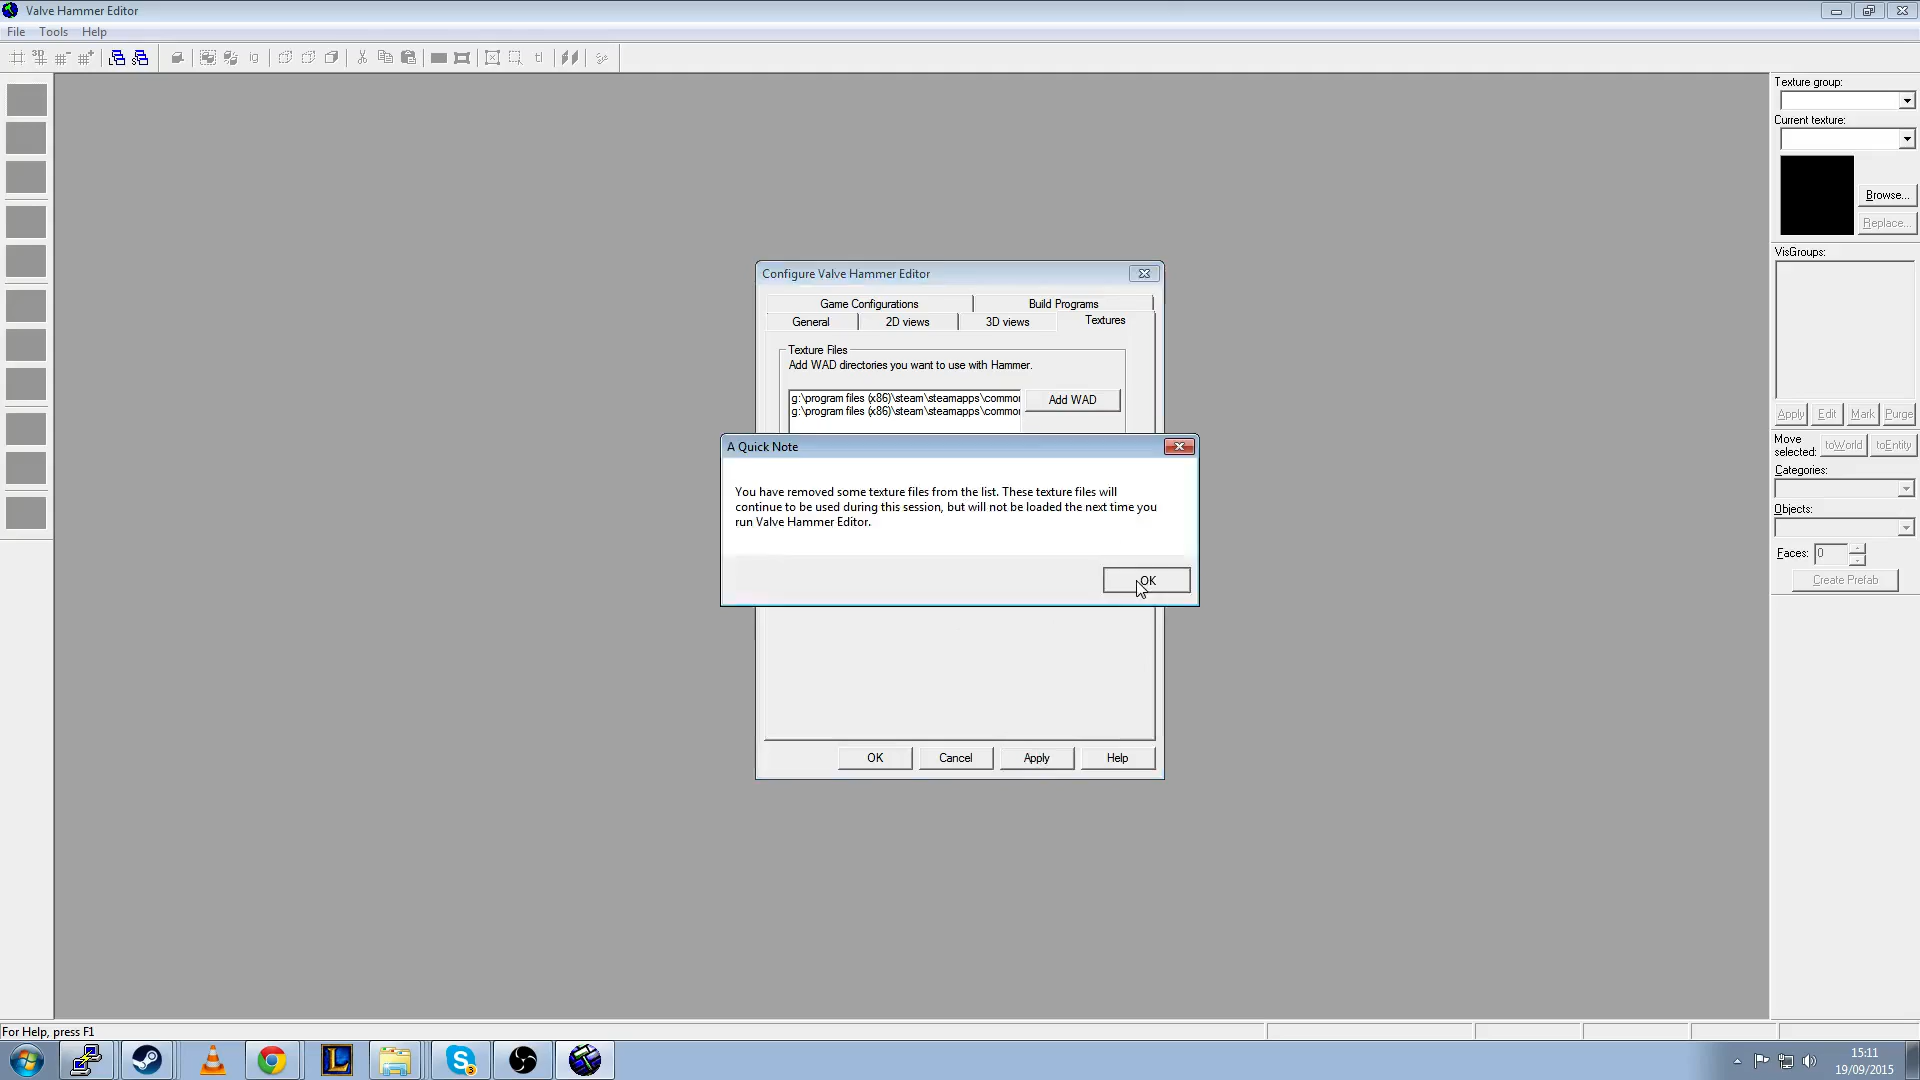 Valve Hammer Editor
File Tools Help
Texture group:
Current texture:
Browse...
Replace...
VisGroups:
Apply Edit Mark Purge
Move
selected: toWorld toEntity
Categories:
Objects:
Faces: 0
Create Prefab
Configure Valve Hammer Editor
Game Configurations Build Programs
General 2D views 3D views Textures
Texture Files
Add WAD directories you want to use with Hammer.
g:\program files (x86)\steam\steamapps\commor
g:\program files (x86)\steam\steamapps\commor
Add WAD
A Quick Note
You have removed some texture files from the list. These texture files will
continue to be used during this session, but will not be loaded the next time you
run Valve Hammer Editor.
OK
OK Cancel Apply Help
For Help, press F1
15:11
19/09/2015